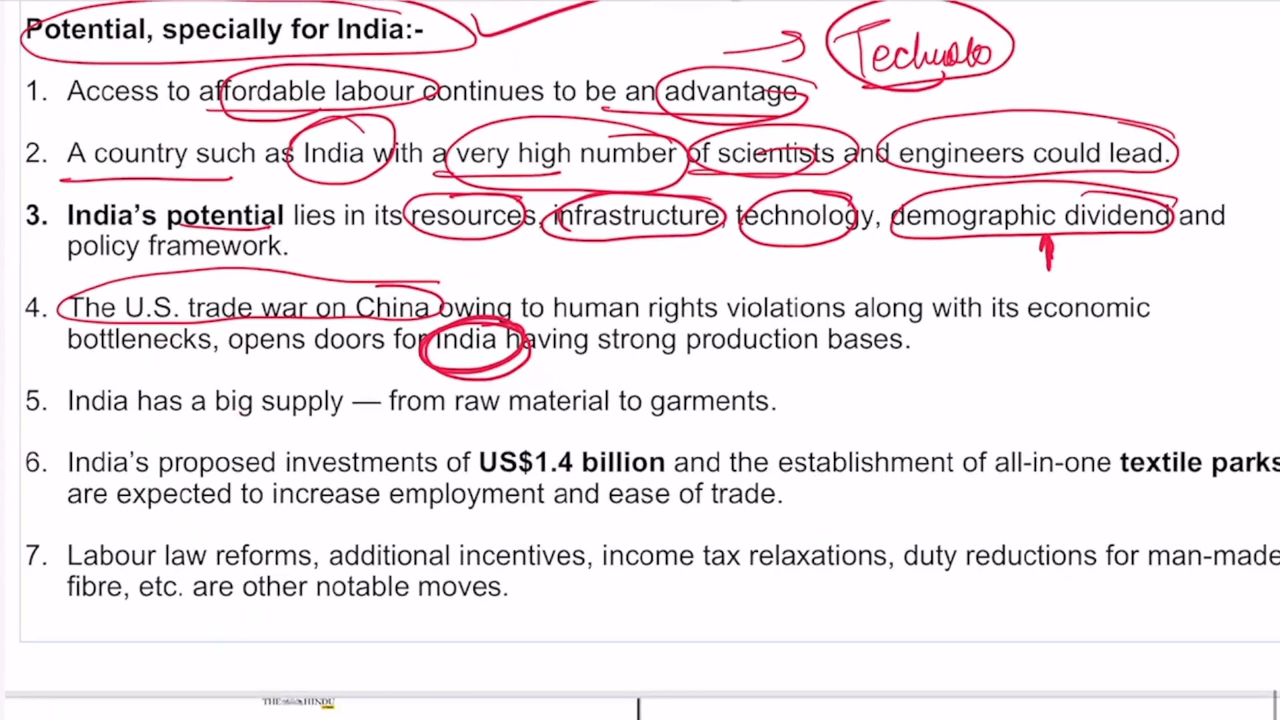 Potential, specially for India:-
1. Access to affordable labour continues to be an advantage.
2. A country such as India with a very high number of scientists and engineers could lead.
3. India's potential lies in its resources, infrastructure, technology, demographic dividend and
policy framework.
4. The U.S. trade war on China owing to human rights violations along with its economic
bottlenecks, opens doors for India having strong production bases.
5. India has a big supply — from raw material to garments.
6. India's proposed investments of US$1.4 billion and the establishment of all-in-one textile parks
are expected to increase employment and ease of trade.
7. Labour law reforms, additional incentives, income tax relaxations, duty reductions for man-made
fibre, etc. are other notable moves.
THE HINDU